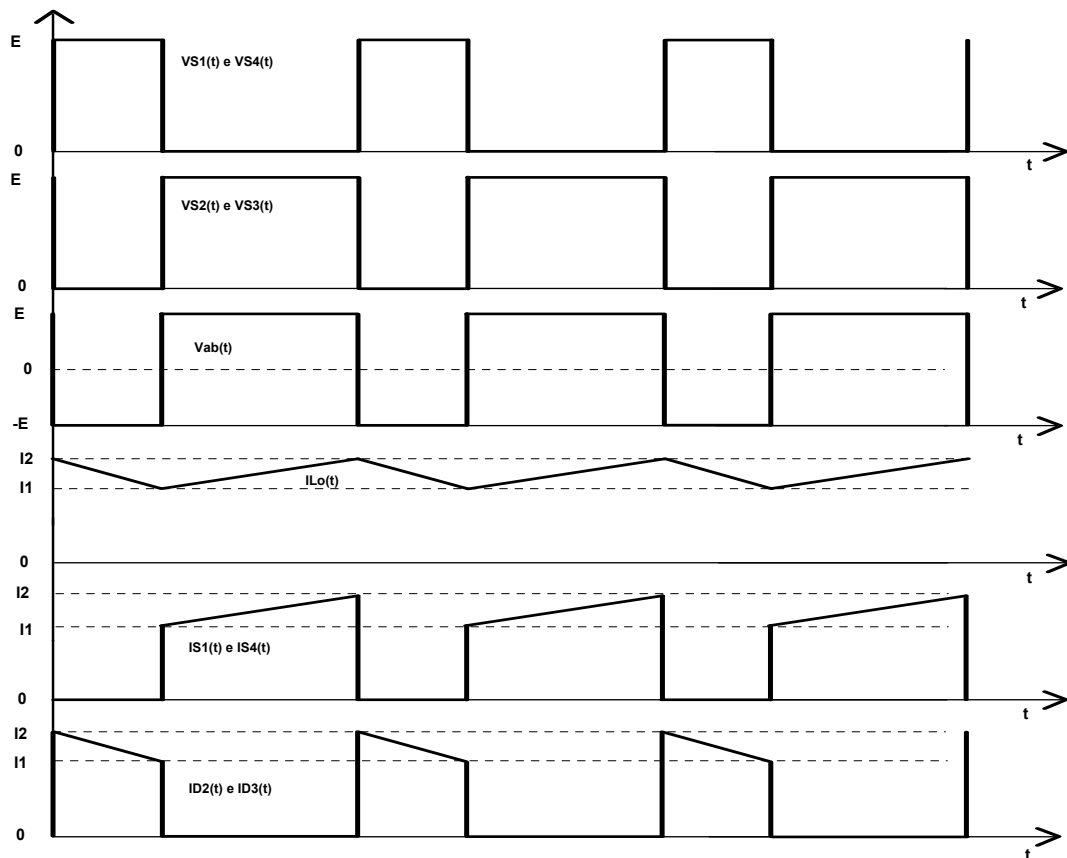 E
VS1(t) e VS4(t)
0
t
E
VS2(t) e VS3(t)
0
t
E
Vab(t)
0
-E
t
I2
ILo(t)
I1
0
t
I2
I1
IS1(t) e IS4(t)
0
t
I2
I1
ID2(t) e ID3(t)
0
t